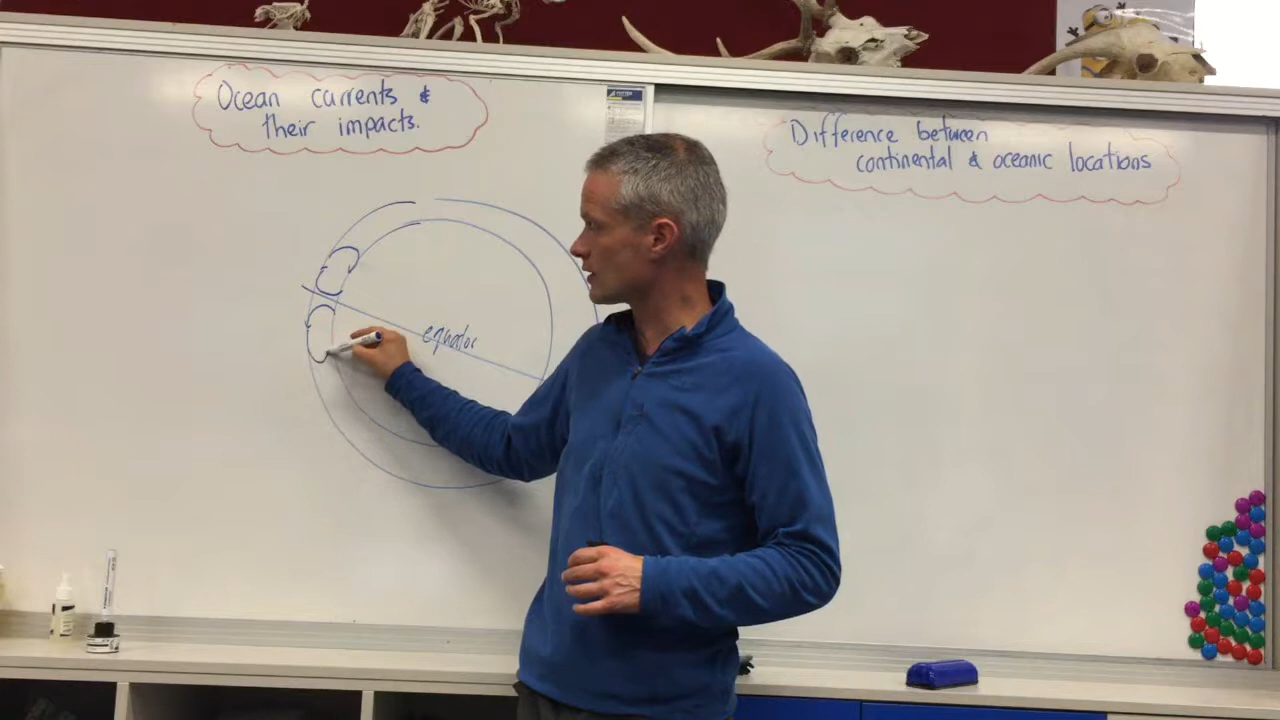 Ocean currents &
their impacts.
Difference between
continental & oceanic locations
equator